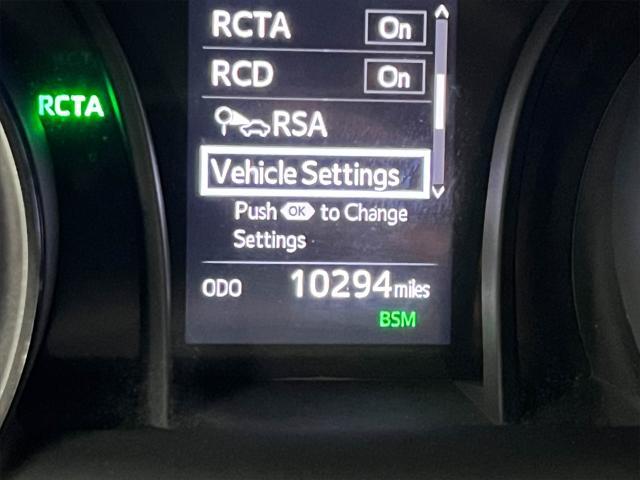 RCTA On
RCD On
RCTA
RSA
Vehicle Settings
Push OK to Change
Settings
ODO 10294 miles
BSM